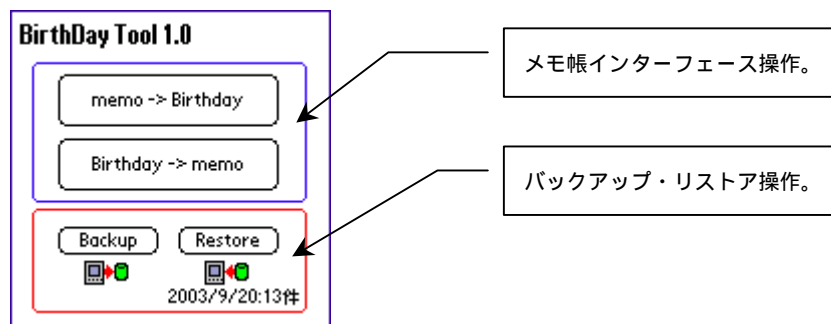 BirthDay Tool 1.0
memo -> Birthday
Birthday -> memo
Backup
Restore
2003/9/20:13件
メモ帳インターフェース操作。
バックアップ・リストア操作。